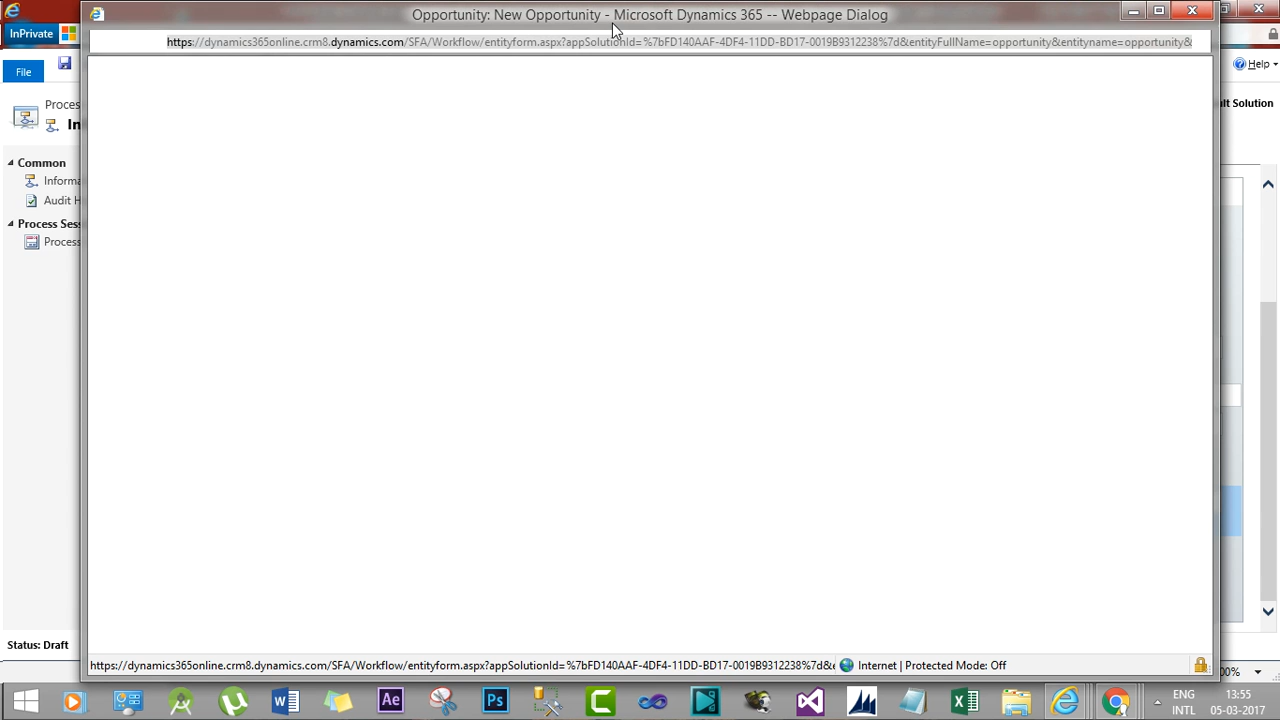 Opportunity: New Opportunity - Microsoft Dynamics 365 -- Webpage Dialog
InPrivate
https://dynamics365online.crm8.dynamics.com/SFA/Workflow/entityform.aspx?appSolutionId=%7bFD140AAF-4DF4-11DD-BD17-0019B9312238%7d&entityFullName=opportunity&entityname=opportunity&
File
Help
Proces
In
ult Solution
Common
Informa
Audit H
Process Sess
Process
Status: Draft
https://dynamics365online.crm8.dynamics.com/SFA/Workflow/entityform.aspx?appSolutionId=%7bFD140AAF-4DF4-11DD-BD17-0019B9312238%7d&e
Internet | Protected Mode: Off
00%
W
Ae
Ps
C
X
ENG
INTL
13:55
05-03-2017